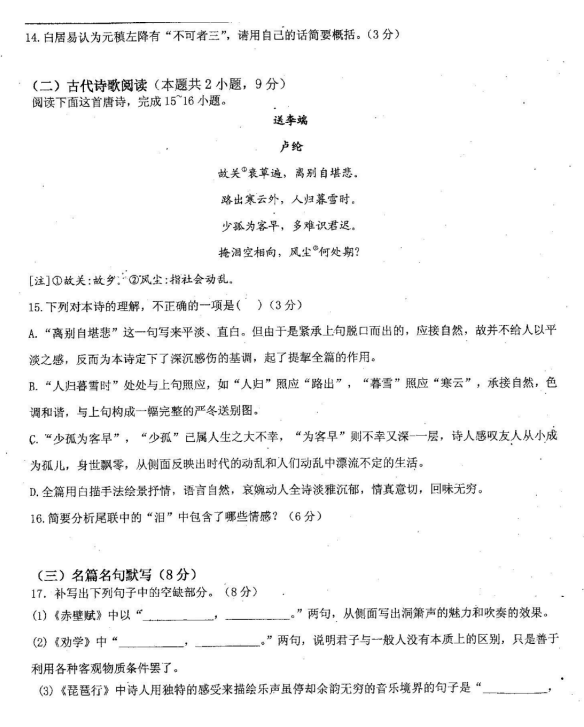 14.白居易认为元稹左降有“不可者三”，请用自己的话简要概括。(3分)
（二）古代诗歌阅读（本题共2小题，9分）
阅读下面这首唐诗，完成15~16小题。
送李端
卢纶
故关①衰草遍，离别自堪悲。
路出寒云外，人归暮雪时。
少孤为客早，多难识君迟。
掩泪空相向，风尘②何处期?
[注]①故关:故乡。②风尘:指社会动乱。
15.下列对本诗的理解，不正确的一项是(  )(3分)
A.“离别自堪悲”这一句写来平淡、直白。但由于是紧承上句脱口而出的，应接自然，故并不给人以平
淡之感，反而为本诗定下了深沉感伤的基调，起了提挈全篇的作用。
B.“人归暮雪时”处处与上句照应，如“人归”照应“路出”，“暮雪”照应“寒云”，承接自然，色
调和谐，与上句构成一幅完整的严冬送别图。
C.“少孤为客早”，“少孤”已属人生之大不幸，“为客早”则不幸又深一层，诗人感叹友人从小成
为孤儿，身世飘零，从侧面反映出时代的动乱和人们动乱中漂流不定的生活。
D.全篇用白描手法绘景抒情，语言自然，哀婉动人全诗淡雅沉郁，情真意切，回味无穷。
16.简要分析尾联中的“泪”中包含了哪些情感？(6分)
（三）名篇名句默写（8分）
17. 补写出下列句子中的空缺部分。（8分）
(1)《赤壁赋》中以“__________，__________。”两句，从侧面写出洞箫声的魅力和吹奏的效果。
(2)《劝学》中“__________，__________。”两句，说明君子与一般人没有本质上的区别，只是善于
利用各种客观物质条件罢了。
(3)《琵琶行》中诗人用独特的感受来描绘乐声虽停却余韵无穷的音乐境界的句子是“__________，